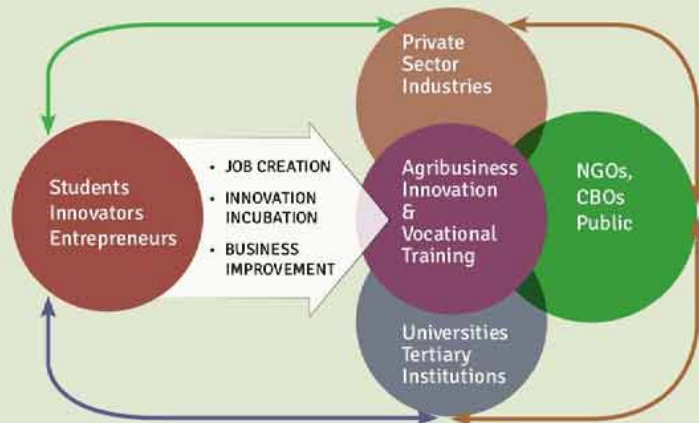 Private
Sector
Industries
Students
Innovators
Entrepreneurs
• JOB CREATION
• INNOVATION
INCUBATION
• BUSINESS
IMPROVEMENT
Agribusiness
Innovation
&
Vocational
Training
NGOs,
CBOs
Public
Universities
Tertiary
Institutions